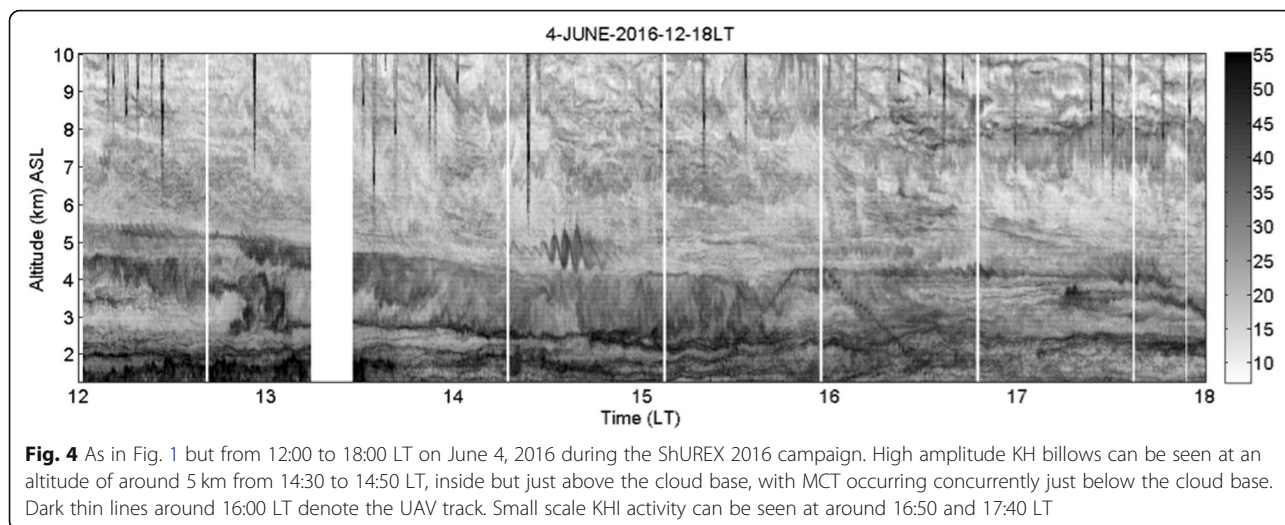 4-JUNE-2016-12-18LT
10
9
8
7
6
5
4
3
2
Altitude (km) ASL
12 13 14 15 16 17 18
Time (LT)
55
50
45
40
35
30
25
20
15
10
Fig. 4 As in Fig. 1 but from 12:00 to 18:00 LT on June 4, 2016 during the ShUREX 2016 campaign. High amplitude KH billows can be seen at an
altitude of around 5 km from 14:30 to 14:50 LT, inside but just above the cloud base, with MCT occurring concurrently just below the cloud base.
Dark thin lines around 16:00 LT denote the UAV track. Small scale KHI activity can be seen at around 16:50 and 17:40 LT